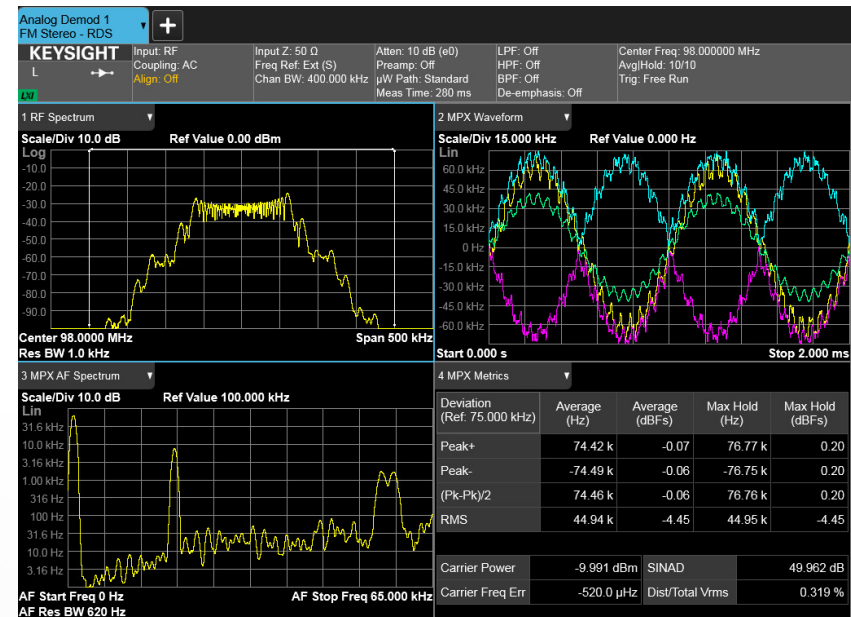 Analog Demod 1
FM Stereo - RDS
KEYSIGHT
L
LXI
Input: RF
Coupling: AC
Align: Off
Input Z: 50 Ω
Freq Ref: Ext (S)
Chan BW: 400.000 kHz
Atten: 10 dB (e0)
Preamp: Off
µW Path: Standard
Meas Time: 280 ms
LPF: Off
HPF: Off
BPF: Off
De-emphasis: Off
Center Freq: 98.000000 MHz
Avg|Hold: 10/10
Trig: Free Run
1 RF Spectrum
Scale/Div 10.0 dB Ref Value 0.00 dBm
Log
-10.0
-20.0
-30.0
-40.0
-50.0
-60.0
-70.0
-80.0
-90.0
Center 98.0000 MHz Span 500 kHz
Res BW 1.0 kHz
2 MPX Waveform
Scale/Div 15.000 kHz Ref Value 0.000 Hz
Lin
60.0 kHz
45.0 kHz
30.0 kHz
15.0 kHz
0 Hz
-15.0 kHz
-30.0 kHz
-45.0 kHz
-60.0 kHz
Start 0.000 s Stop 2.000 ms
3 MPX AF Spectrum
Scale/Div 10.0 dB Ref Value 100.000 kHz
Lin
31.6 kHz
10.0 kHz
3.16 kHz
1.00 kHz
316 Hz
100 Hz
31.6 Hz
10.0 Hz
3.16 Hz
AF Start Freq 0 Hz AF Stop Freq 65.000 kHz
AF Res BW 620 Hz
4 MPX Metrics
Deviation (Ref: 75.000 kHz) Average (Hz) Average (dBFs) Max Hold (Hz) Max Hold (dBFs)
Peak+ 74.42 k -0.07 76.77 k 0.20
Peak- -74.49 k -0.06 -76.75 k 0.20
(Pk-Pk)/2 74.46 k -0.06 76.76 k 0.20
RMS 44.94 k -4.45 44.95 k -4.45
Carrier Power -9.991 dBm SINAD 49.962 dB
Carrier Freq Err -520.0 µHz Dist/Total Vrms 0.319 %